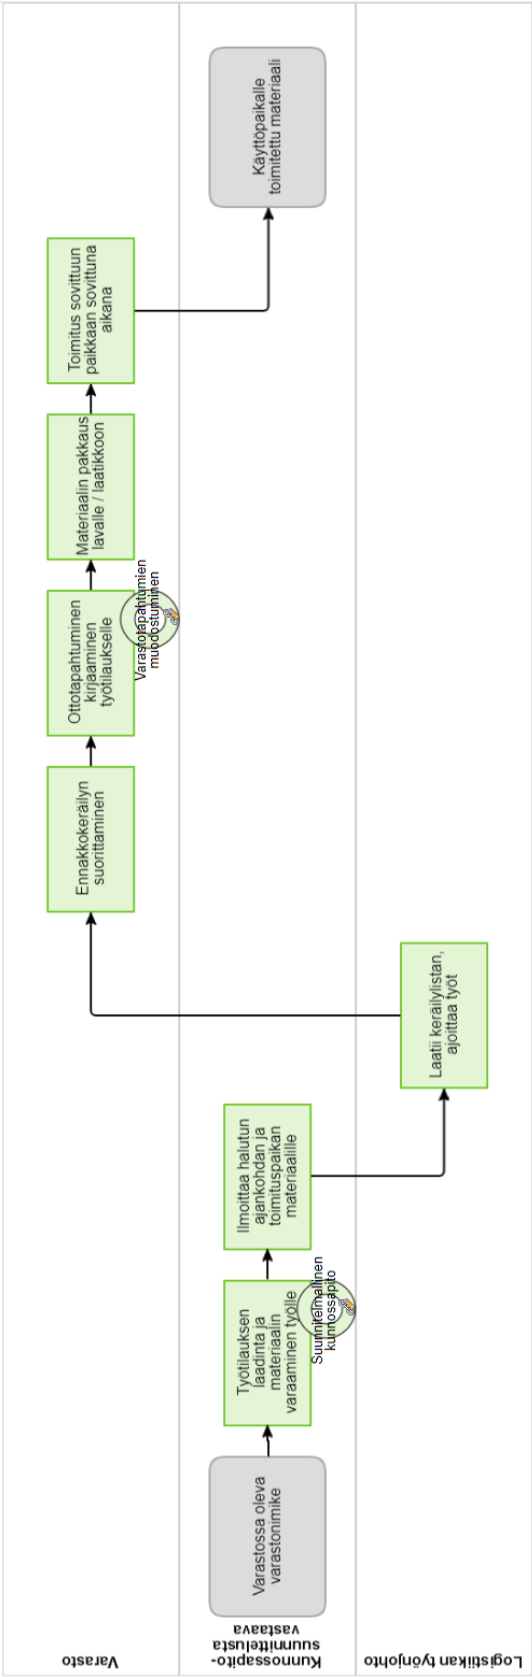 Varasto
Kunnossapito-
suunnittelusta
vastaava
Logistiikan työnjohto
Varastossa oleva
varastonimike
Työtilauksen
laadinta ja
materiaalin
varaaminen työlle
Suunnitelmallinen
kunnossapito
Ilmoittaa halutun
ajankohdan ja
toimituspaikan
materiaalille
Laatii keräilylistan,
ajoittaa työt
Ennakkokeräilyn
suorittaminen
Ottotapahtuminen
kirjaaminen
työtilaukselle
Varastotapahtumien
muodostuminen
Materiaalin pakkaus
lavalle / laatikkoon
Toimitus sovittuun
paikkaan sovittuna
aikana
Käyttöpaikalle
toimitettu materiaali